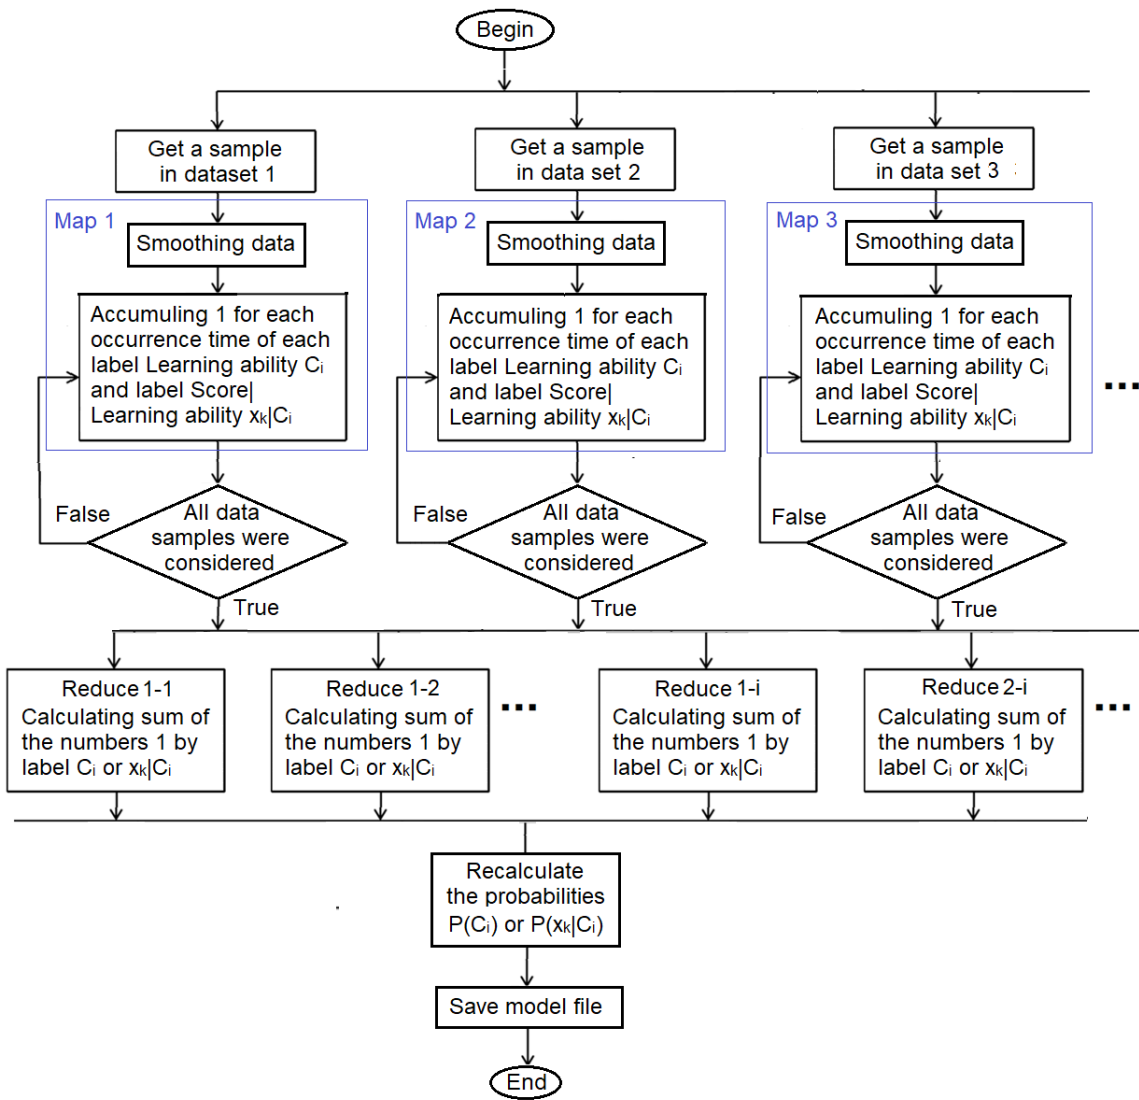 Begin
Get a sample
in dataset 1
Get a sample
in data set 2
Get a sample
in data set 3
Map 1
Smoothing data
Accumuling 1 for each
occurrence time of each
label Learning ability Cᵢ
and label Score|
Learning ability xₖ|Cᵢ
Map 2
Smoothing data
Accumuling 1 for each
occurrence time of each
label Learning ability Cᵢ
and label Score|
Learning ability xₖ|Cᵢ
Map 3
Smoothing data
Accumuling 1 for each
occurrence time of each
label Learning ability Cᵢ
and label Score|
Learning ability xₖ|Cᵢ
...
False
All data
samples were
considered
True
False
All data
samples were
considered
True
False
All data
samples were
considered
True
Reduce 1-1
Calculating sum of
the numbers 1 by
label Cᵢ or xₖ|Cᵢ
Reduce 1-2
Calculating sum of
the numbers 1 by
label Cᵢ or xₖ|Cᵢ
...
Reduce 1-i
Calculating sum of
the numbers 1 by
label Cᵢ or xₖ|Cᵢ
Reduce 2-i
Calculating sum of
the numbers 1 by
label Cᵢ or xₖ|Cᵢ
...
Recalculate
the probabilities
P(Cᵢ) or P(xₖ|Cᵢ)
Save model file
End